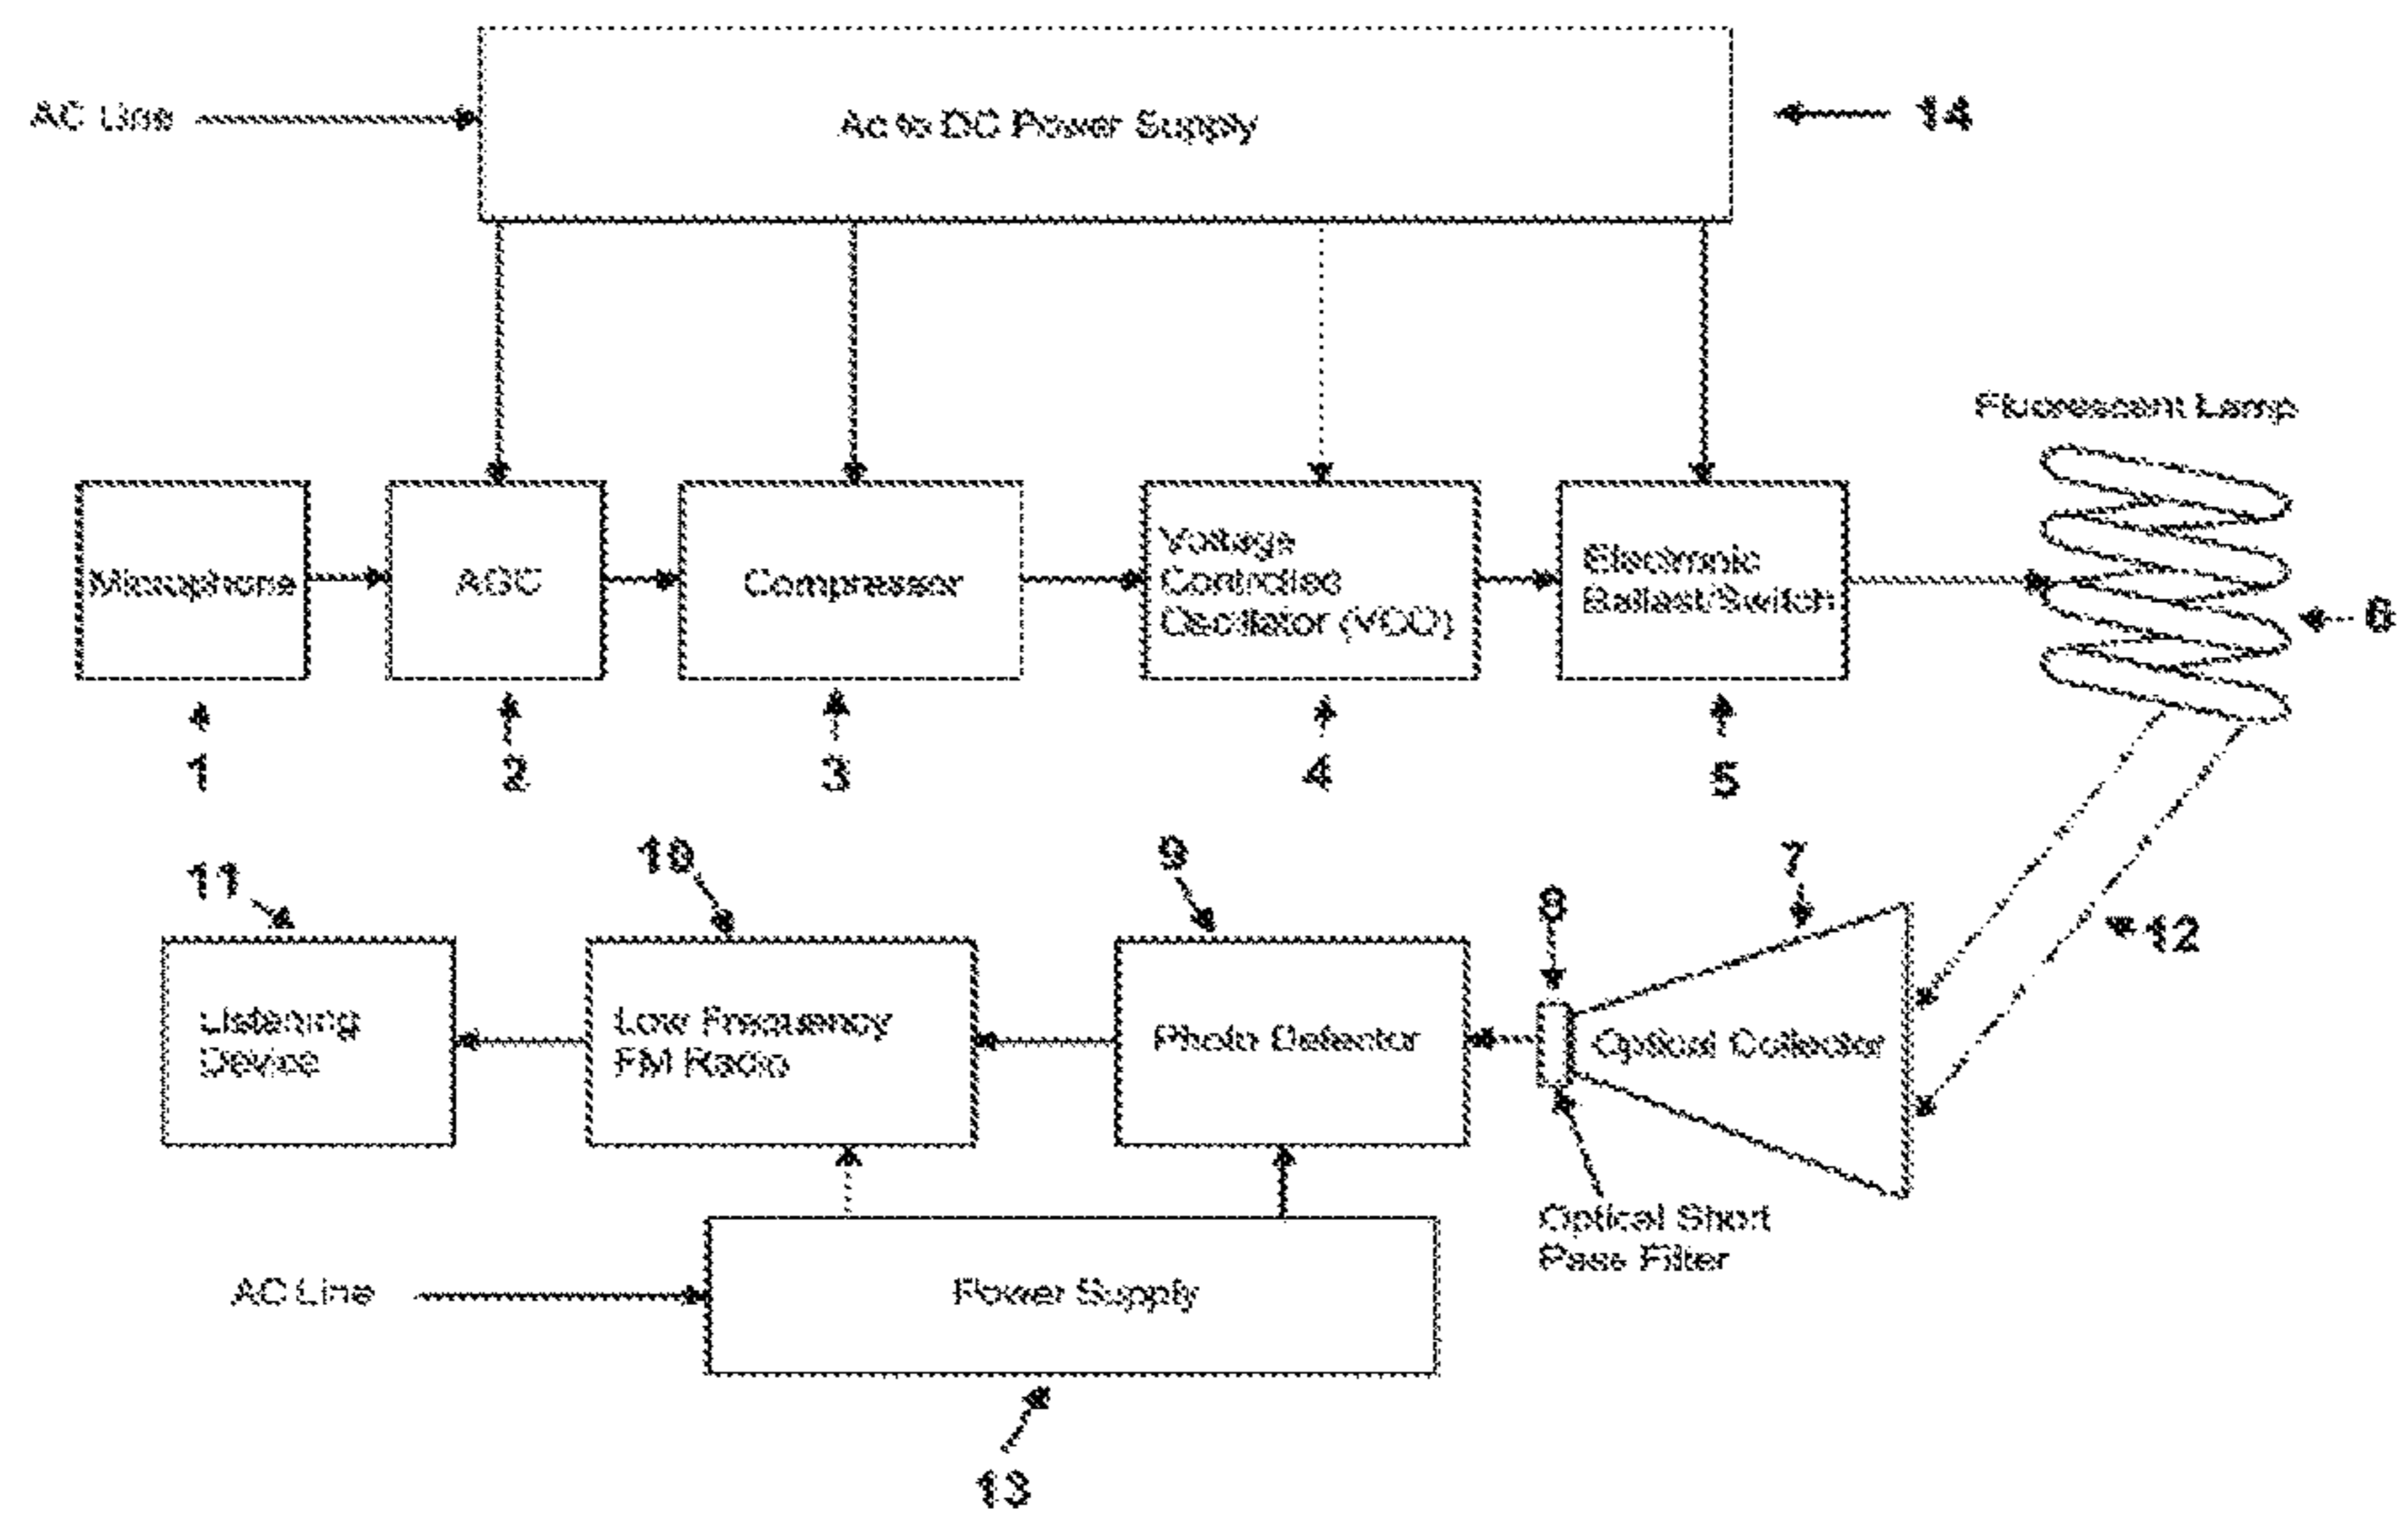 AC Line
Ac to DC Power Supply
14
Fluorescent Lamp
Microphone
AGC
Compressor
Voltage
Controlled
Oscillator (VCO)
Electronic
Ballast/Switch
6
1
2
3
4
5
11
10
9
8
7
12
Listening
Device
Low Frequency
FM Radio
Photo Detector
Optical Collector
Optical Short
Pass Filter
AC Line
Power Supply
13